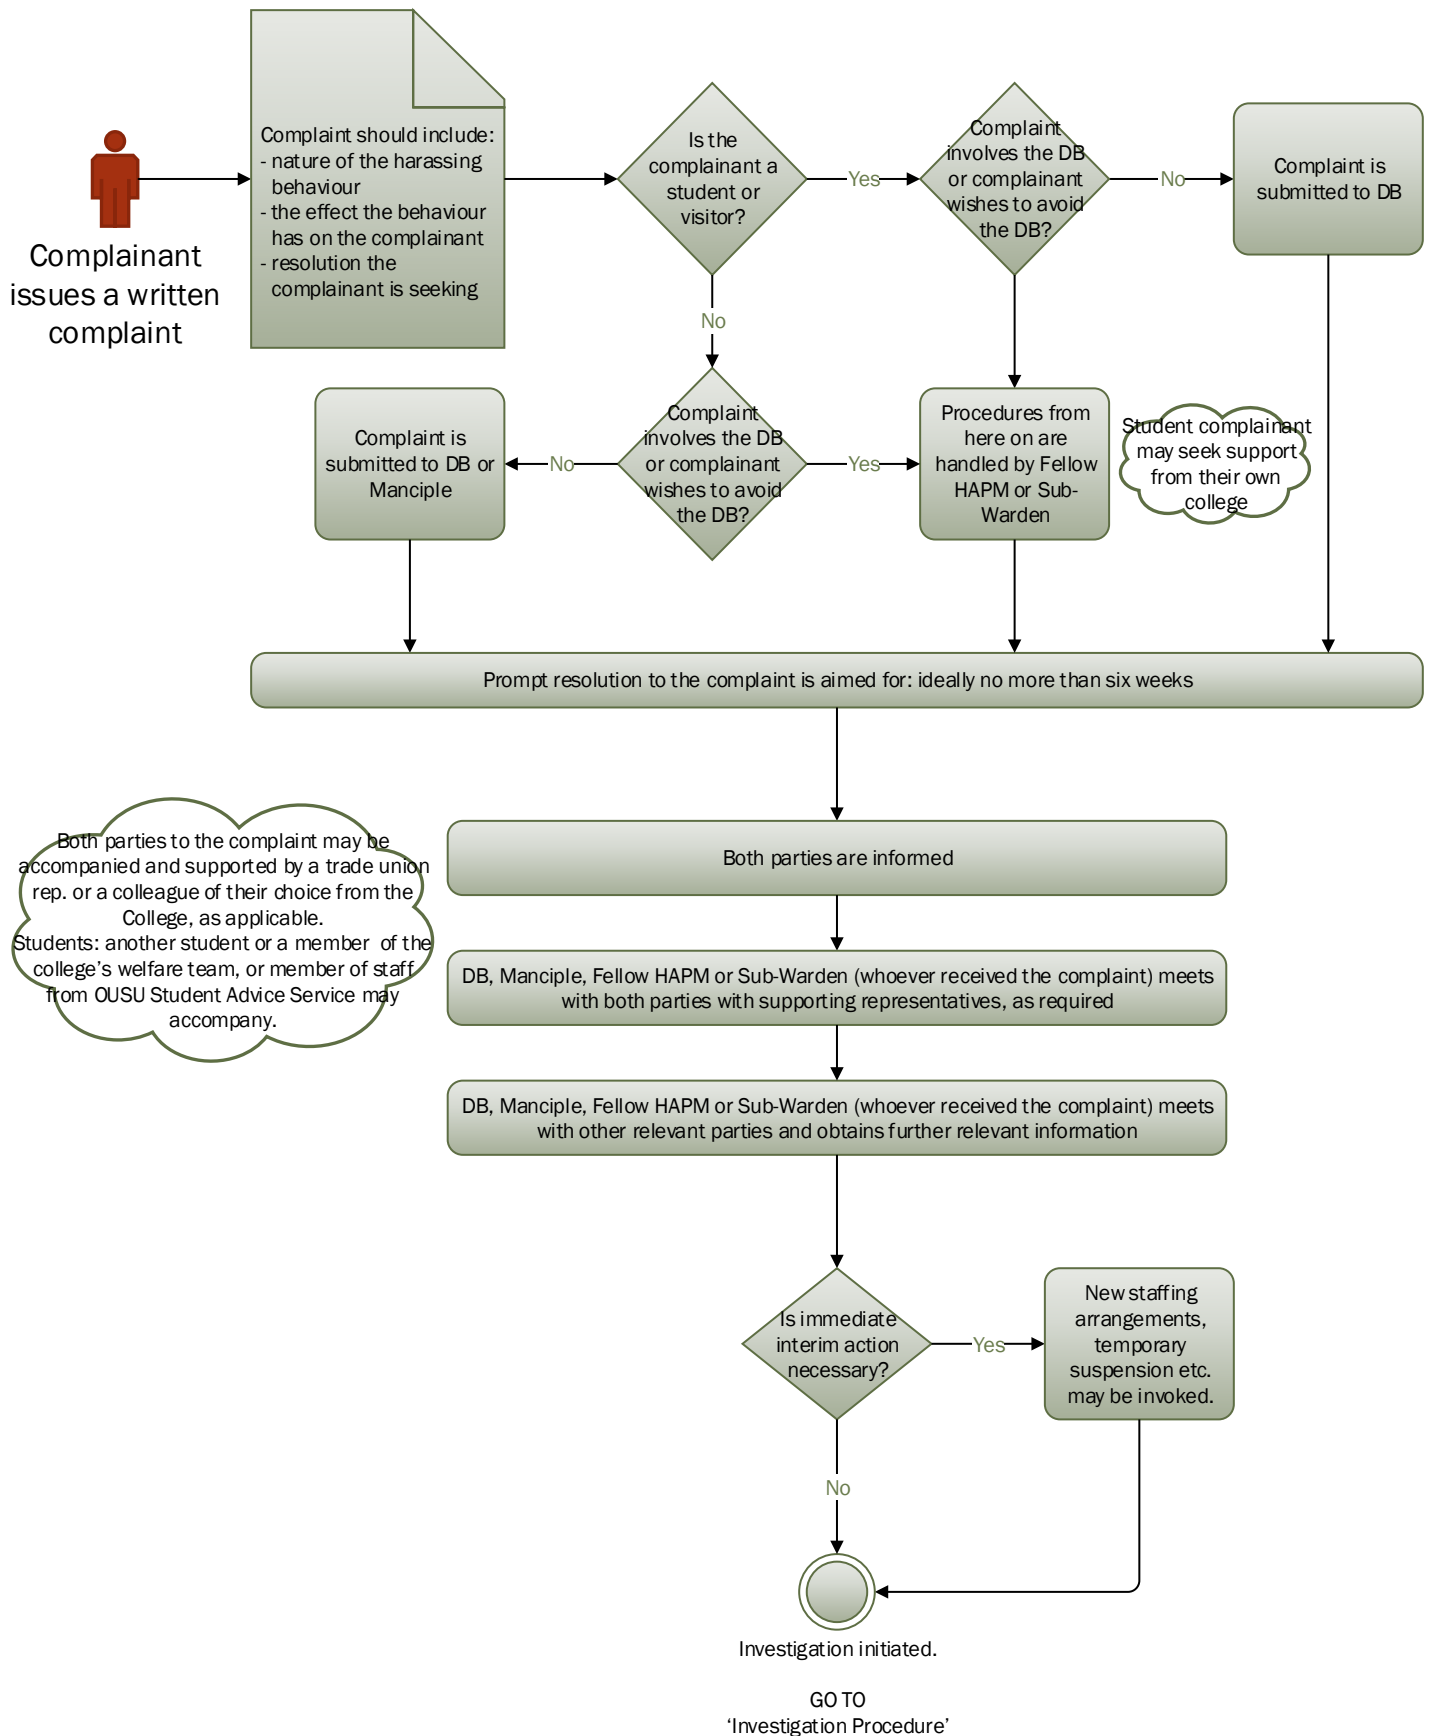 Complainant
issues a written
complaint
Complaint should include:
- nature of the harassing
behaviour
- the effect the behaviour
has on the complainant
- resolution the
complainant is seeking
Is the
complainant a
student or
visitor?
Yes
Complaint
involves the DB
or complainant
wishes to avoid
the DB?
No
Complaint is
submitted to DB
No
Complaint is
submitted to DB or
Manciple
No
Complaint
involves the DB
or complainant
wishes to avoid
the DB?
Yes
Procedures from
here on are
handled by Fellow
HAPM or Sub-
Warden
Student complainant
may seek support
from their own
college
Prompt resolution to the complaint is aimed for: ideally no more than six weeks
Both parties to the complaint may be
accompanied and supported by a trade union
rep. or a colleague of their choice from the
College, as applicable.
Students: another student or a member of the
college’s welfare team, or member of staff
from OUSU Student Advice Service may
accompany.
Both parties are informed
DB, Manciple, Fellow HAPM or Sub-Warden (whoever received the complaint) meets
with both parties with supporting representatives, as required
DB, Manciple, Fellow HAPM or Sub-Warden (whoever received the complaint) meets
with other relevant parties and obtains further relevant information
Is immediate
interim action
necessary?
Yes
New staffing
arrangements,
temporary
suspension etc.
may be invoked.
No
Investigation initiated.
GO TO
‘Investigation Procedure’